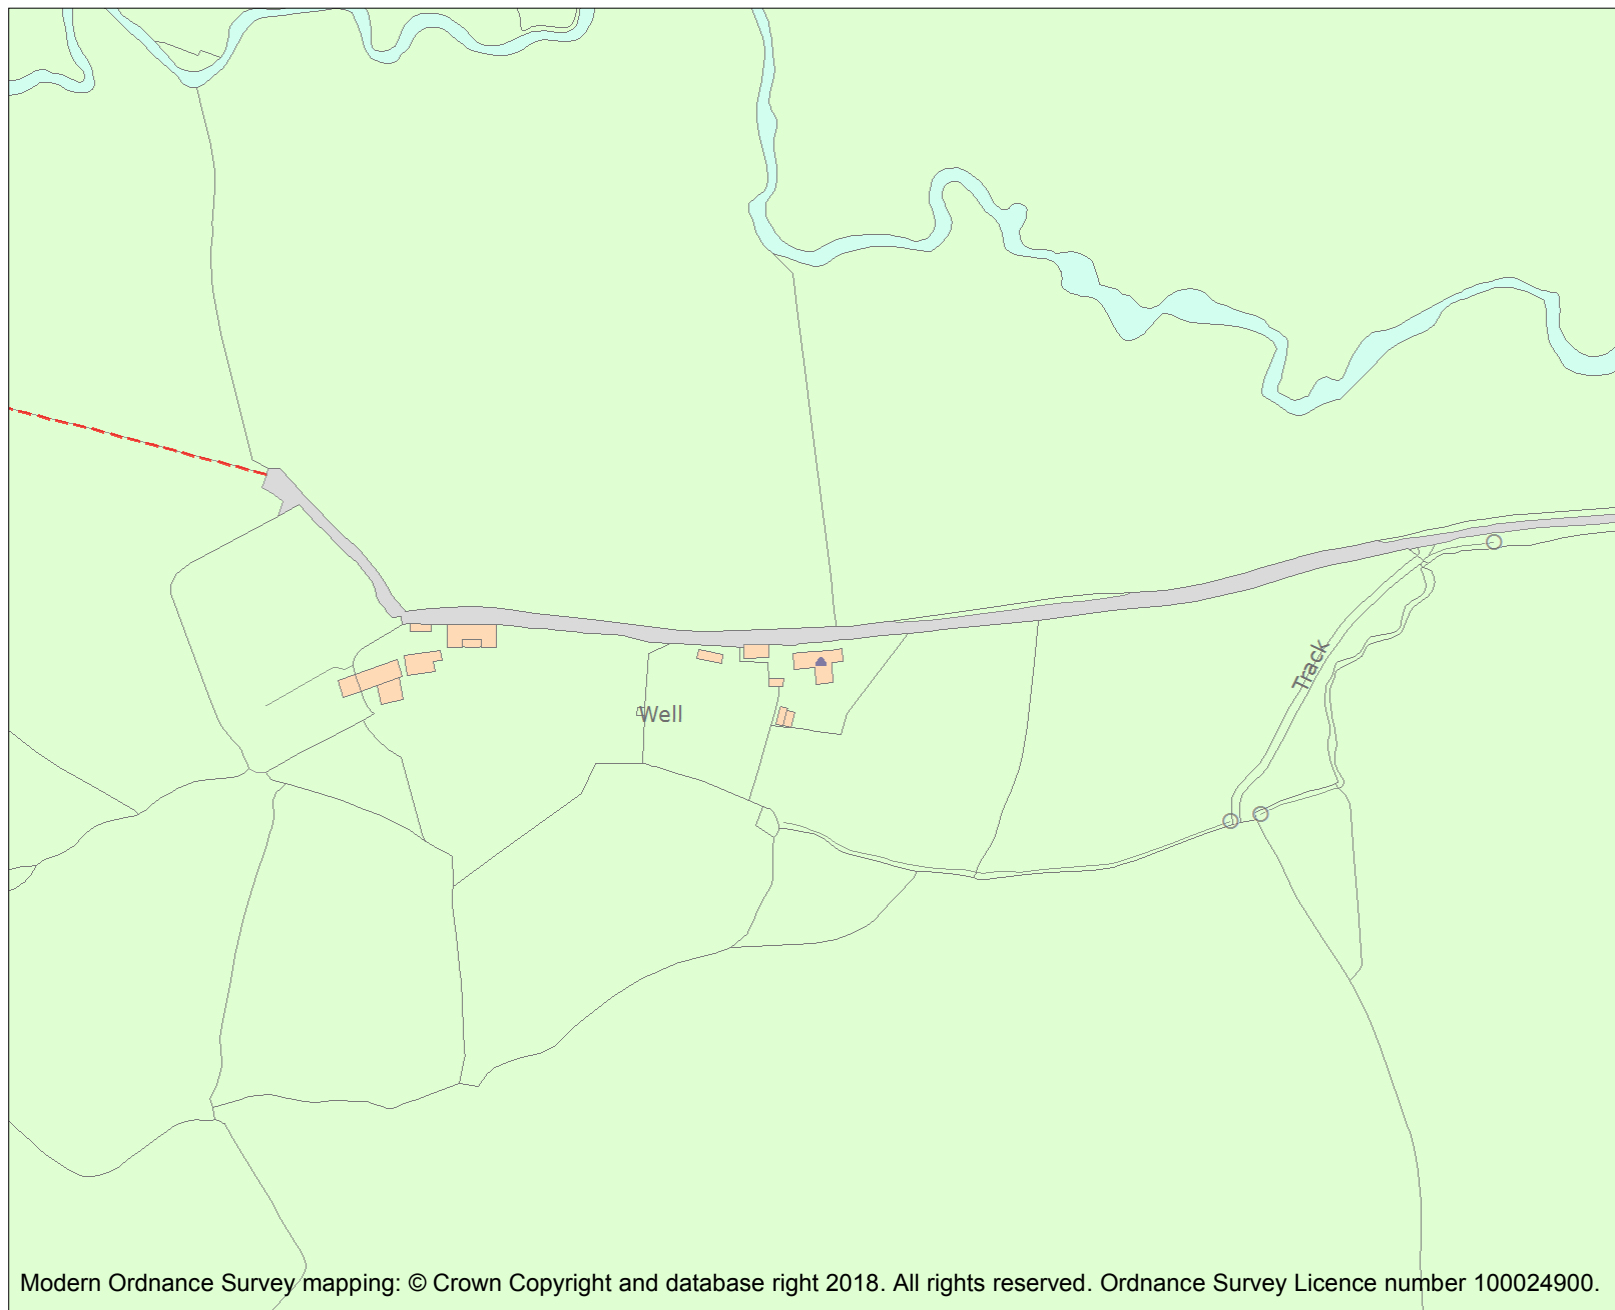 Track
Well
Modern Ordnance Survey mapping: © Crown Copyright and database right 2018. All rights reserved. Ordnance Survey Licence number 100024900.